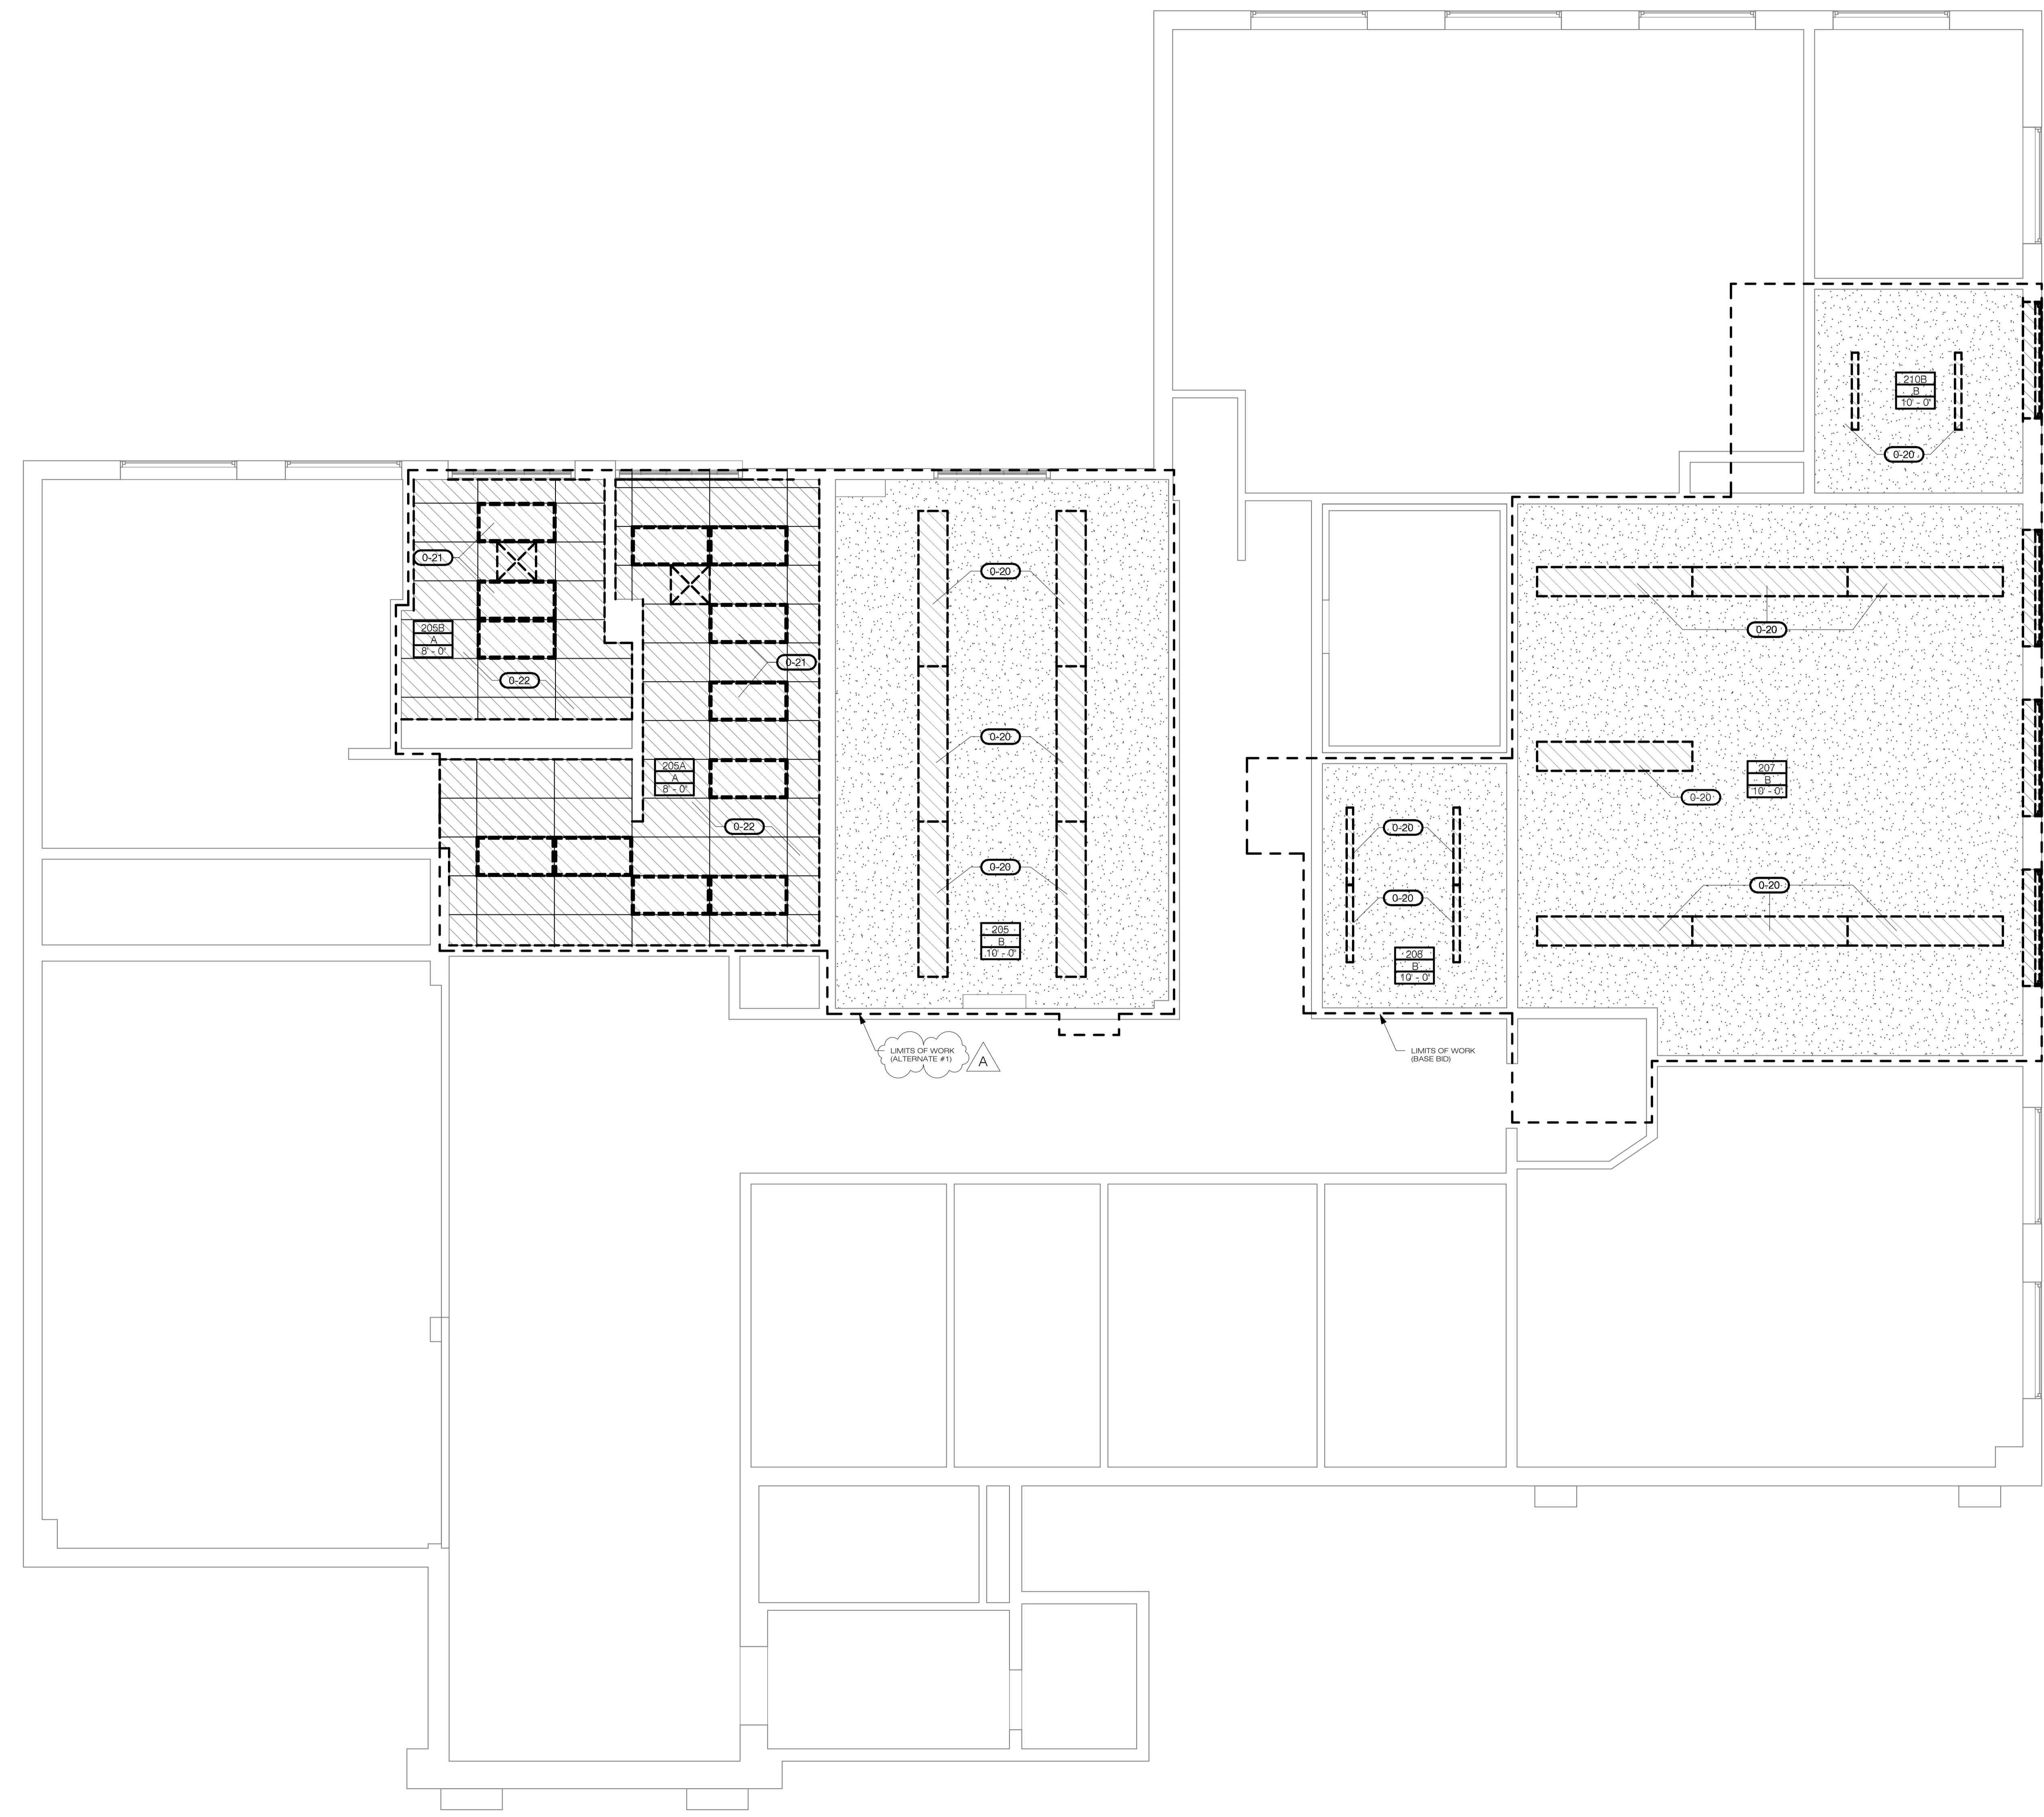 210B
B
10' - 0"
0-20
0-21
0-20
205B
A
8' - 0"
0-20
0-21
0-22
0-20
205A
A
8' - 0"
207
B
10' - 0"
0-20
0-22
0-20
0-20
0-20
0-20
205
B
10' - 0"
208
B
10' - 0"
LIMITS OF WORK
(ALTERNATE #1)
A
LIMITS OF WORK
(BASE BID)